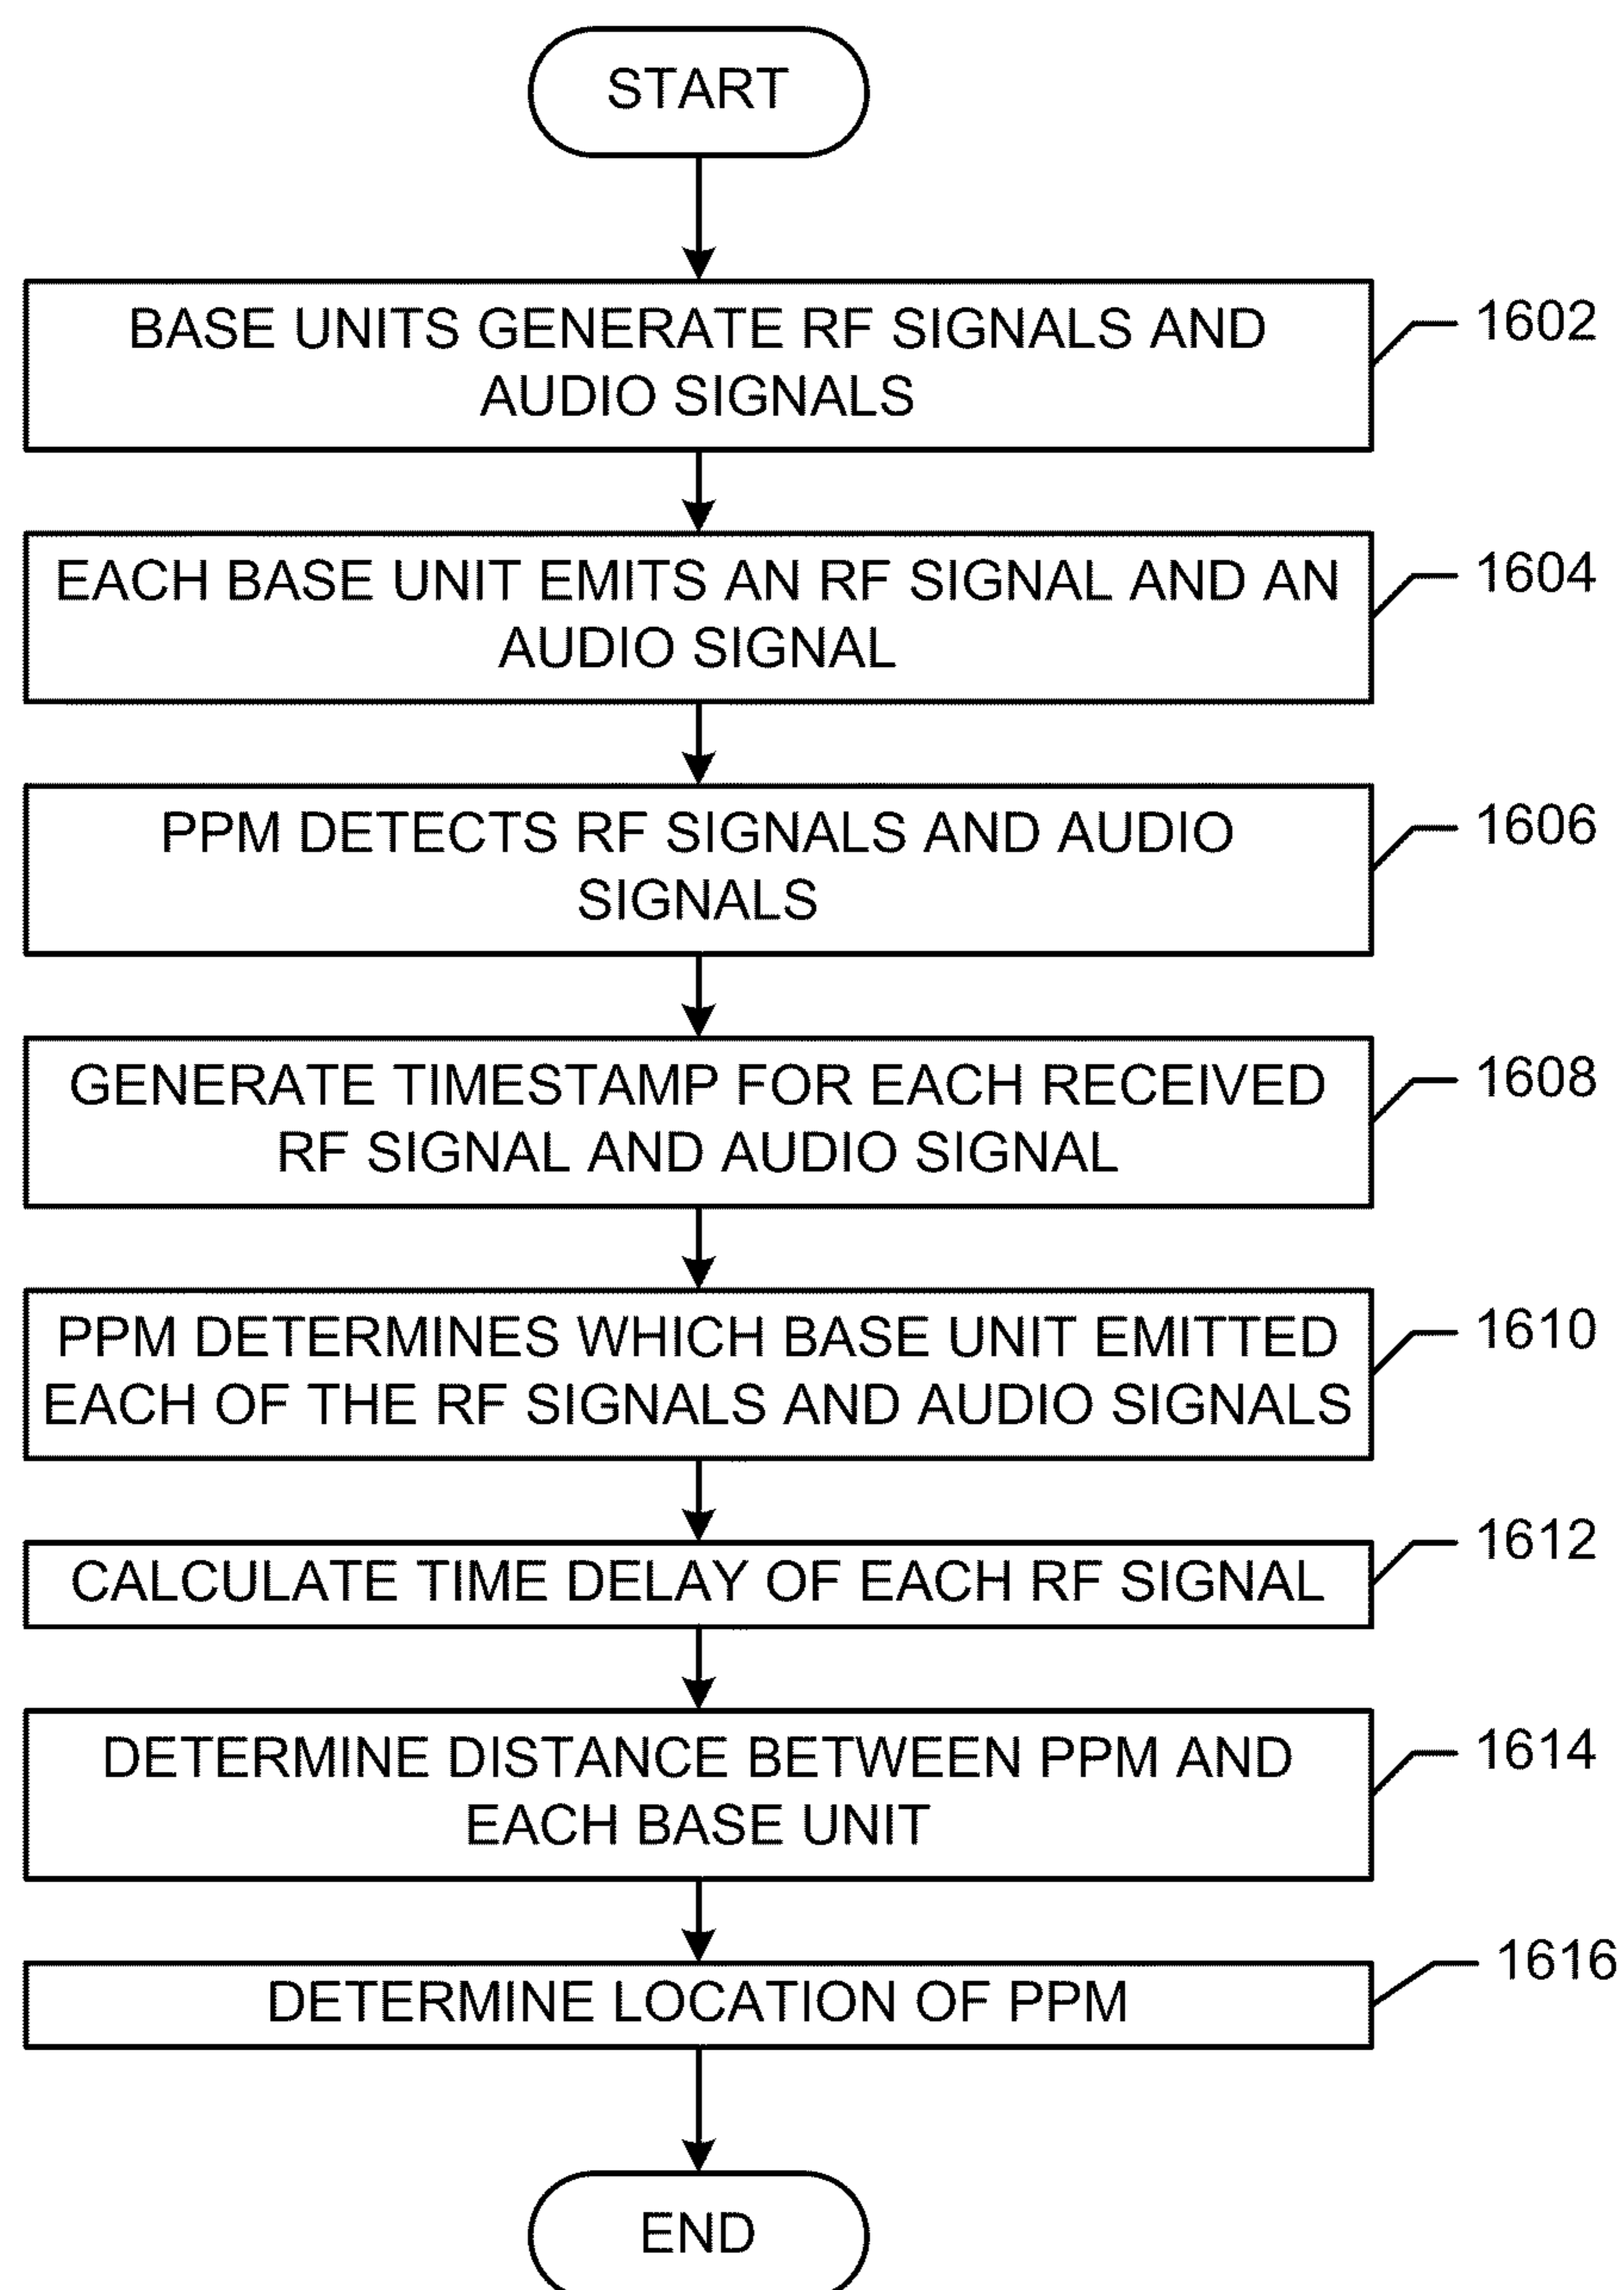 START
BASE UNITS GENERATE RF SIGNALS AND
AUDIO SIGNALS
1602
EACH BASE UNIT EMITS AN RF SIGNAL AND AN
AUDIO SIGNAL
1604
PPM DETECTS RF SIGNALS AND AUDIO
SIGNALS
1606
GENERATE TIMESTAMP FOR EACH RECEIVED
RF SIGNAL AND AUDIO SIGNAL
1608
PPM DETERMINES WHICH BASE UNIT EMITTED
EACH OF THE RF SIGNALS AND AUDIO SIGNALS
1610
CALCULATE TIME DELAY OF EACH RF SIGNAL
1612
DETERMINE DISTANCE BETWEEN PPM AND
EACH BASE UNIT
1614
DETERMINE LOCATION OF PPM
1616
END